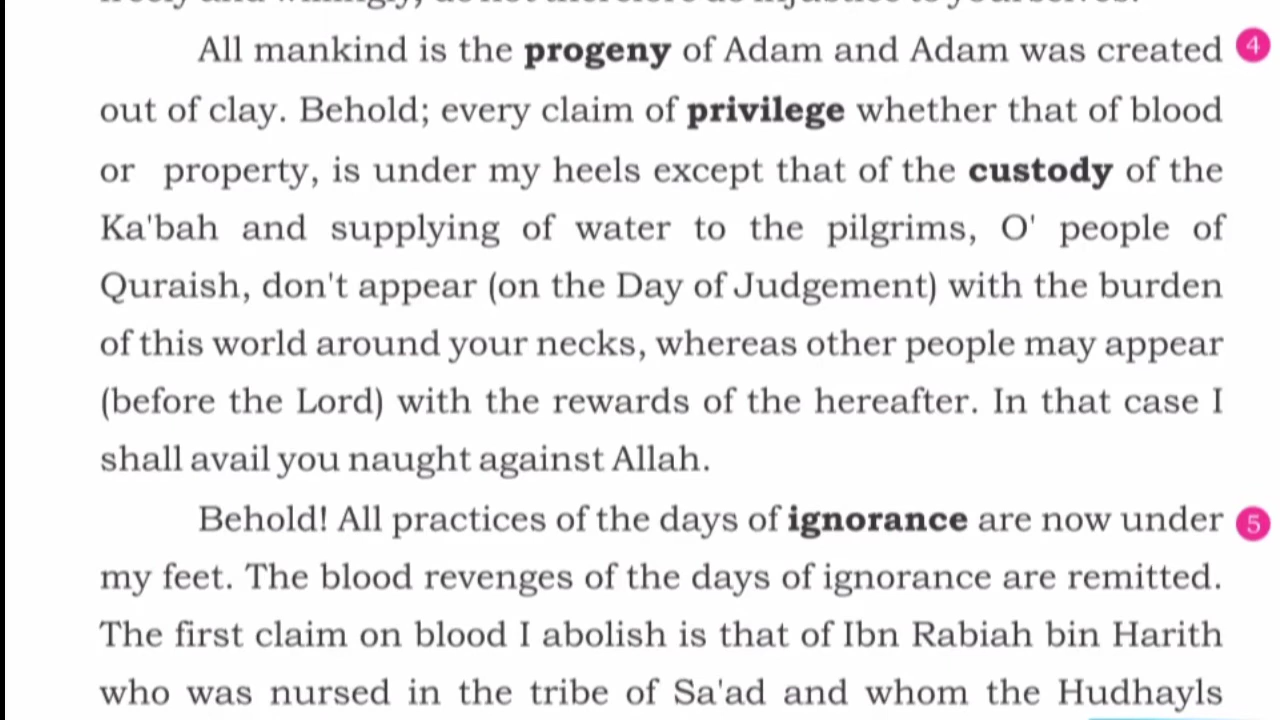 All mankind is the progeny of Adam and Adam was created 4
out of clay. Behold; every claim of privilege whether that of blood
or property, is under my heels except that of the custody of the
Ka'bah and supplying of water to the pilgrims, O' people of
Quraish, don't appear (on the Day of Judgement) with the burden
of this world around your necks, whereas other people may appear
(before the Lord) with the rewards of the hereafter. In that case I
shall avail you naught against Allah.
Behold! All practices of the days of ignorance are now under 5
my feet. The blood revenges of the days of ignorance are remitted.
The first claim on blood I abolish is that of Ibn Rabiah bin Harith
who was nursed in the tribe of Sa'ad and whom the Hudhayls